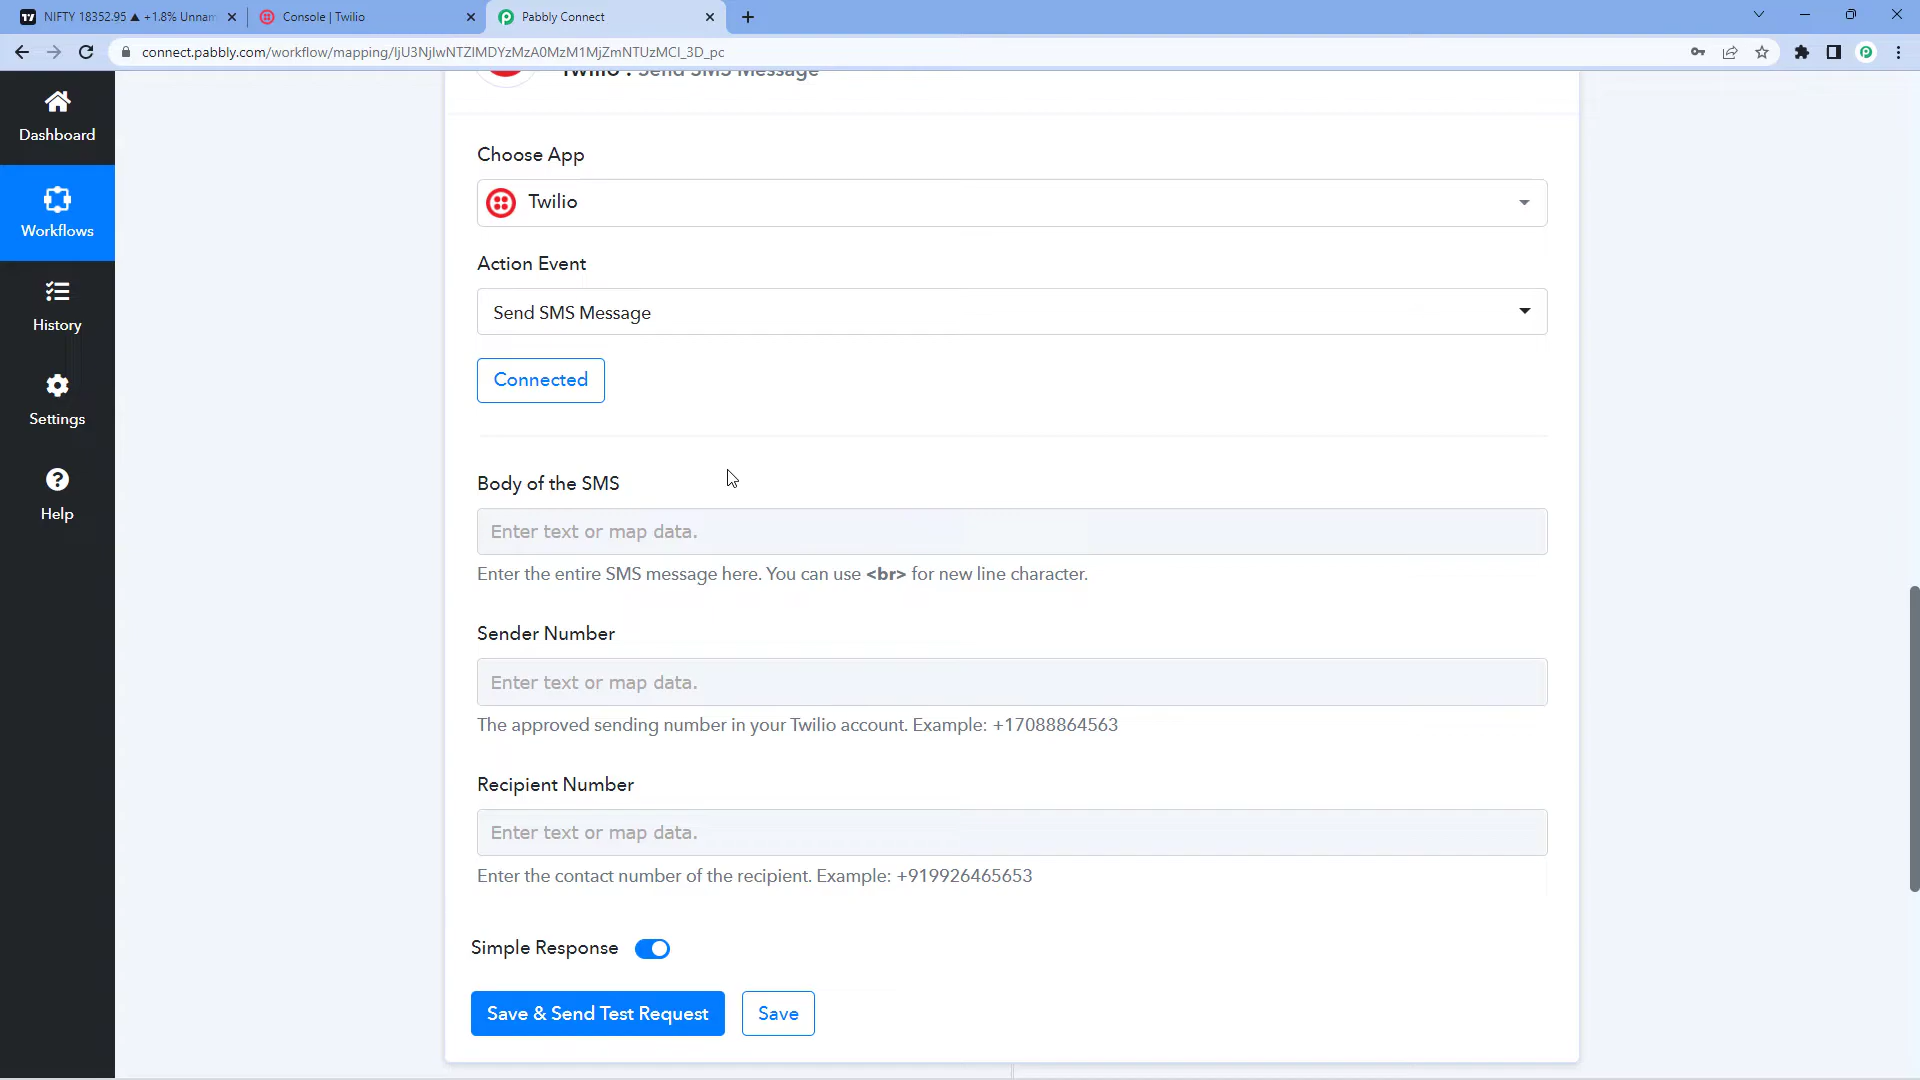 NIFTY 18352.95 ▲ +1.8% Unnam
Console | Twilio
Pabbly Connect
connect.pabbly.com/workflow/mapping/IjU3NjIwNTZlMDYzMzA0MzM1MjZmNTUzMCI_3D_pc
Twilio : Send SMS Message
Dashboard
Workflows
History
Settings
Help
Choose App
Twilio
Action Event
Send SMS Message
Connected
Body of the SMS
Enter text or map data.
Enter the entire SMS message here. You can use <br> for new line character.
Sender Number
Enter text or map data.
The approved sending number in your Twilio account. Example: +17088864563
Recipient Number
Enter text or map data.
Enter the contact number of the recipient. Example: +919926465653
Simple Response
Save & Send Test Request
Save